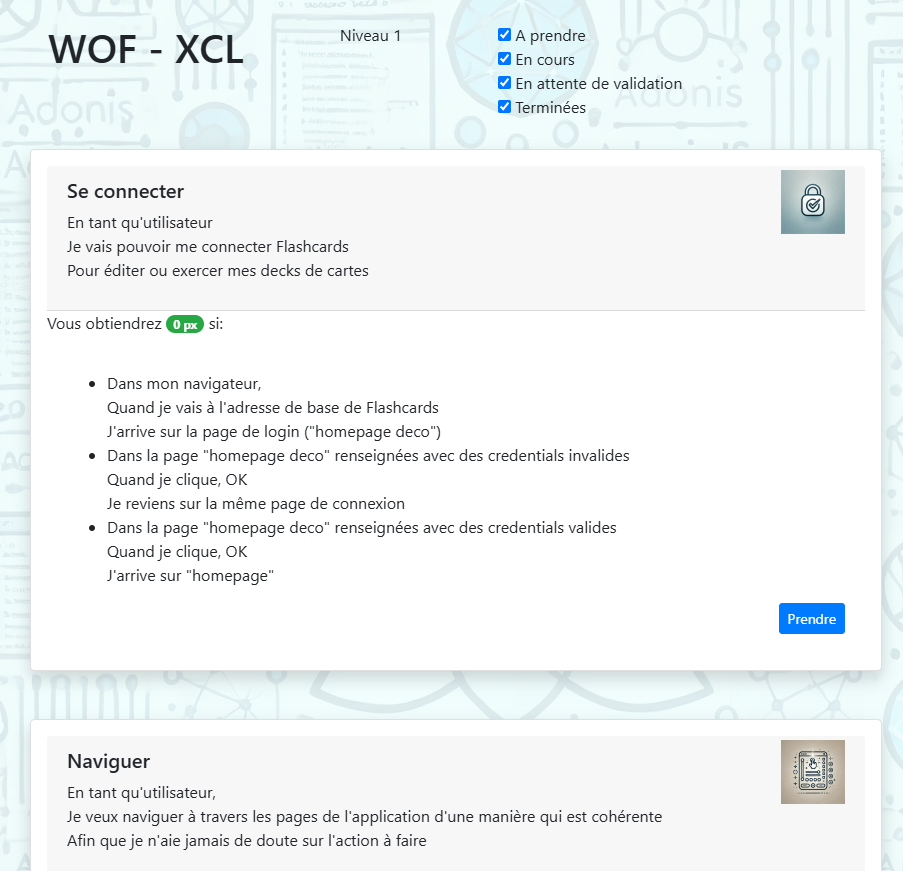 WOF - XCL
Niveau 1
A prendre
En cours
En attente de validation
Terminées
Adonis
Adonis
Se connecter
En tant qu'utilisateur
Je vais pouvoir me connecter Flashcards
Pour éditer ou exercer mes decks de cartes
Vous obtiendrez 0 px si:
Dans mon navigateur,
Quand je vais à l'adresse de base de Flashcards
J'arrive sur la page de login ("homepage deco")
Dans la page "homepage deco" renseignées avec des credentials invalides
Quand je clique, OK
Je reviens sur la même page de connexion
Dans la page "homepage deco" renseignées avec des credentials valides
Quand je clique, OK
J'arrive sur "homepage"
Prendre
Naviguer
En tant qu'utilisateur,
Je veux naviguer à travers les pages de l'application d'une manière qui est cohérente
Afin que je n'aie jamais de doute sur l'action à faire